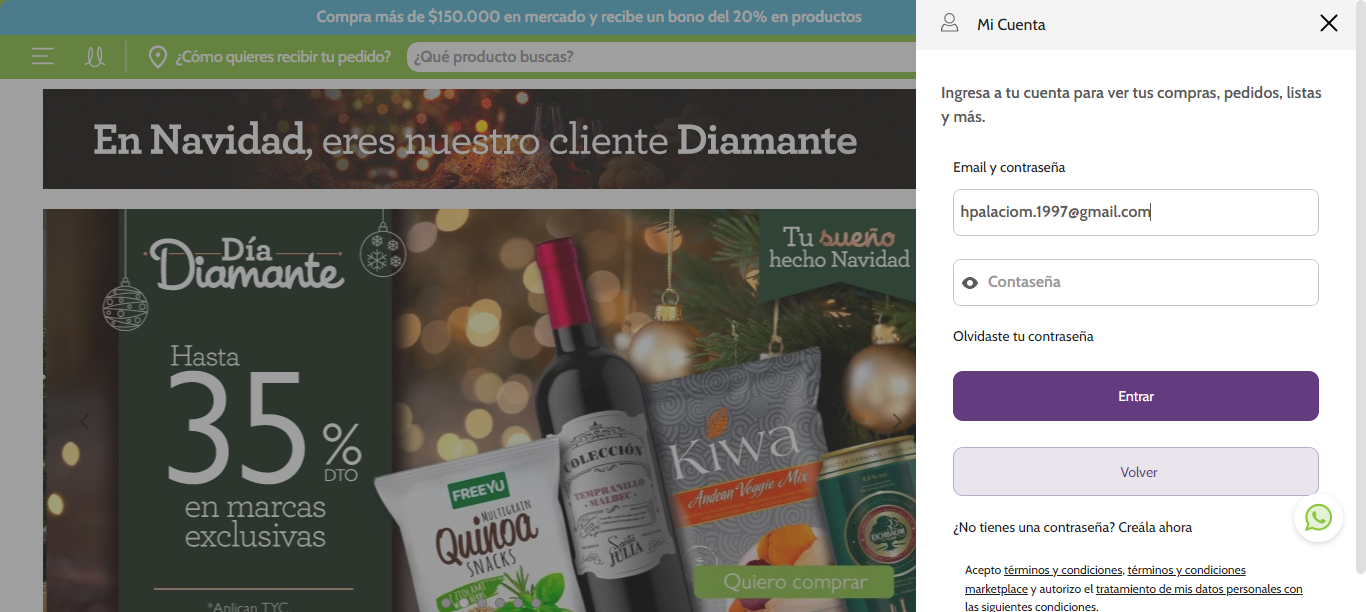 Compra más de $150.000 en mercado y recibe un bono del 20% en productos
¿Cómo quieres recibir tu pedido?
¿Qué producto buscas?
En Navidad, eres nuestro cliente Diamante
Día
Diamante
Hasta
35%
DTO
en marcas
exclusivas
*Aplican TYC
Tu sueño
hecho Navidad
FREEYU
MULTIGRAIN
Quinoa
SNACKS
COLECCIÓN
TEMPRANILLO
MALBEC
Santa
JULIA
KIWA
Andean Veggie Mix
EICHBAUM
Quiero comprar
Mi Cuenta
Ingresa a tu cuenta para ver tus compras, pedidos, listas
y más.
Email y contraseña
hpalaciom.1997@gmail.com
Contaseña
Olvidaste tu contraseña
Entrar
Volver
¿No tienes una contraseña? Creála ahora
Acepto términos y condiciones, términos y condiciones
marketplace y autorizo el tratamiento de mis datos personales con
las siguientes condiciones.